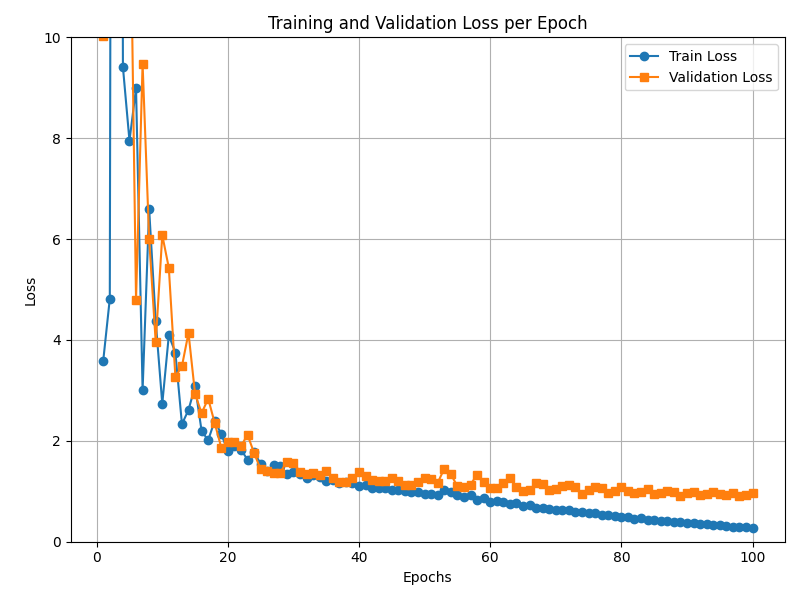 Training and Validation Loss per Epoch
Train Loss
Validation Loss
10
8
6
4
2
0
Loss
0 20 40 60 80 100
Epochs